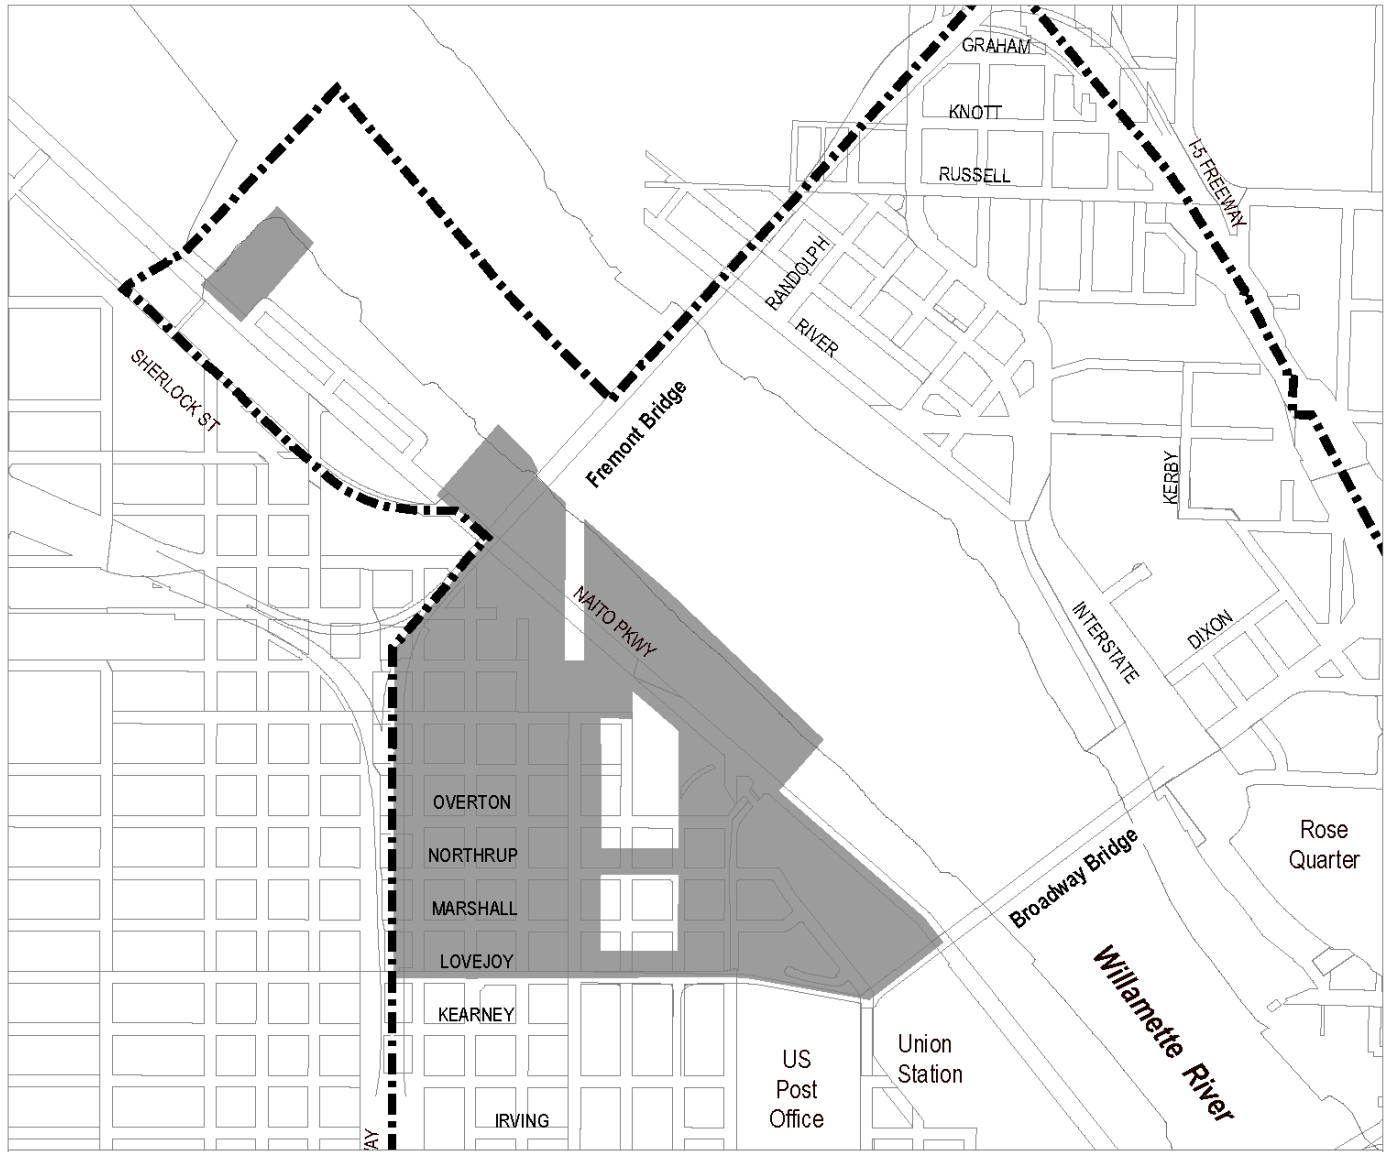 GRAHAM
KNOTT
I-5 FREEWAY
RUSSELL
RANDOLPH
RIVER
SHERLOCK ST
Fremont Bridge
KERBY
NAITO PKWY
INTERSTATE
DIXON
OVERTON
NORTHRUP
MARSHALL
LOVEJOY
KEARNEY
IRVING
Broadway Bridge
Rose
Quarter
Willamette River
US
Post
Office
Union
Station